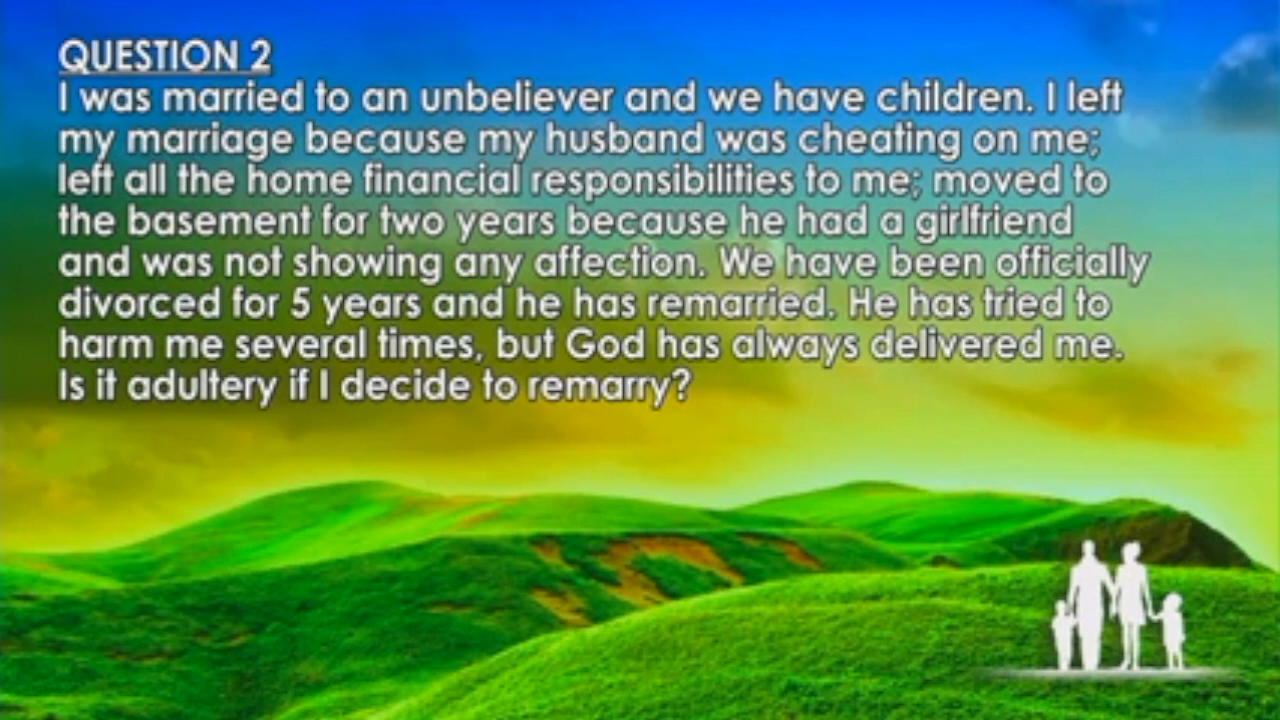 QUESTION 2
I was married to an unbeliever and we have children. I left
my marriage because my husband was cheating on me;
left all the home financial responsibilities to me; moved to
the basement for two years because he had a girlfriend
and was not showing any affection. We have been officially
divorced for 5 years and he has remarried. He has tried to
harm me several times, but God has always delivered me.
Is it adultery if I decide to remarry?